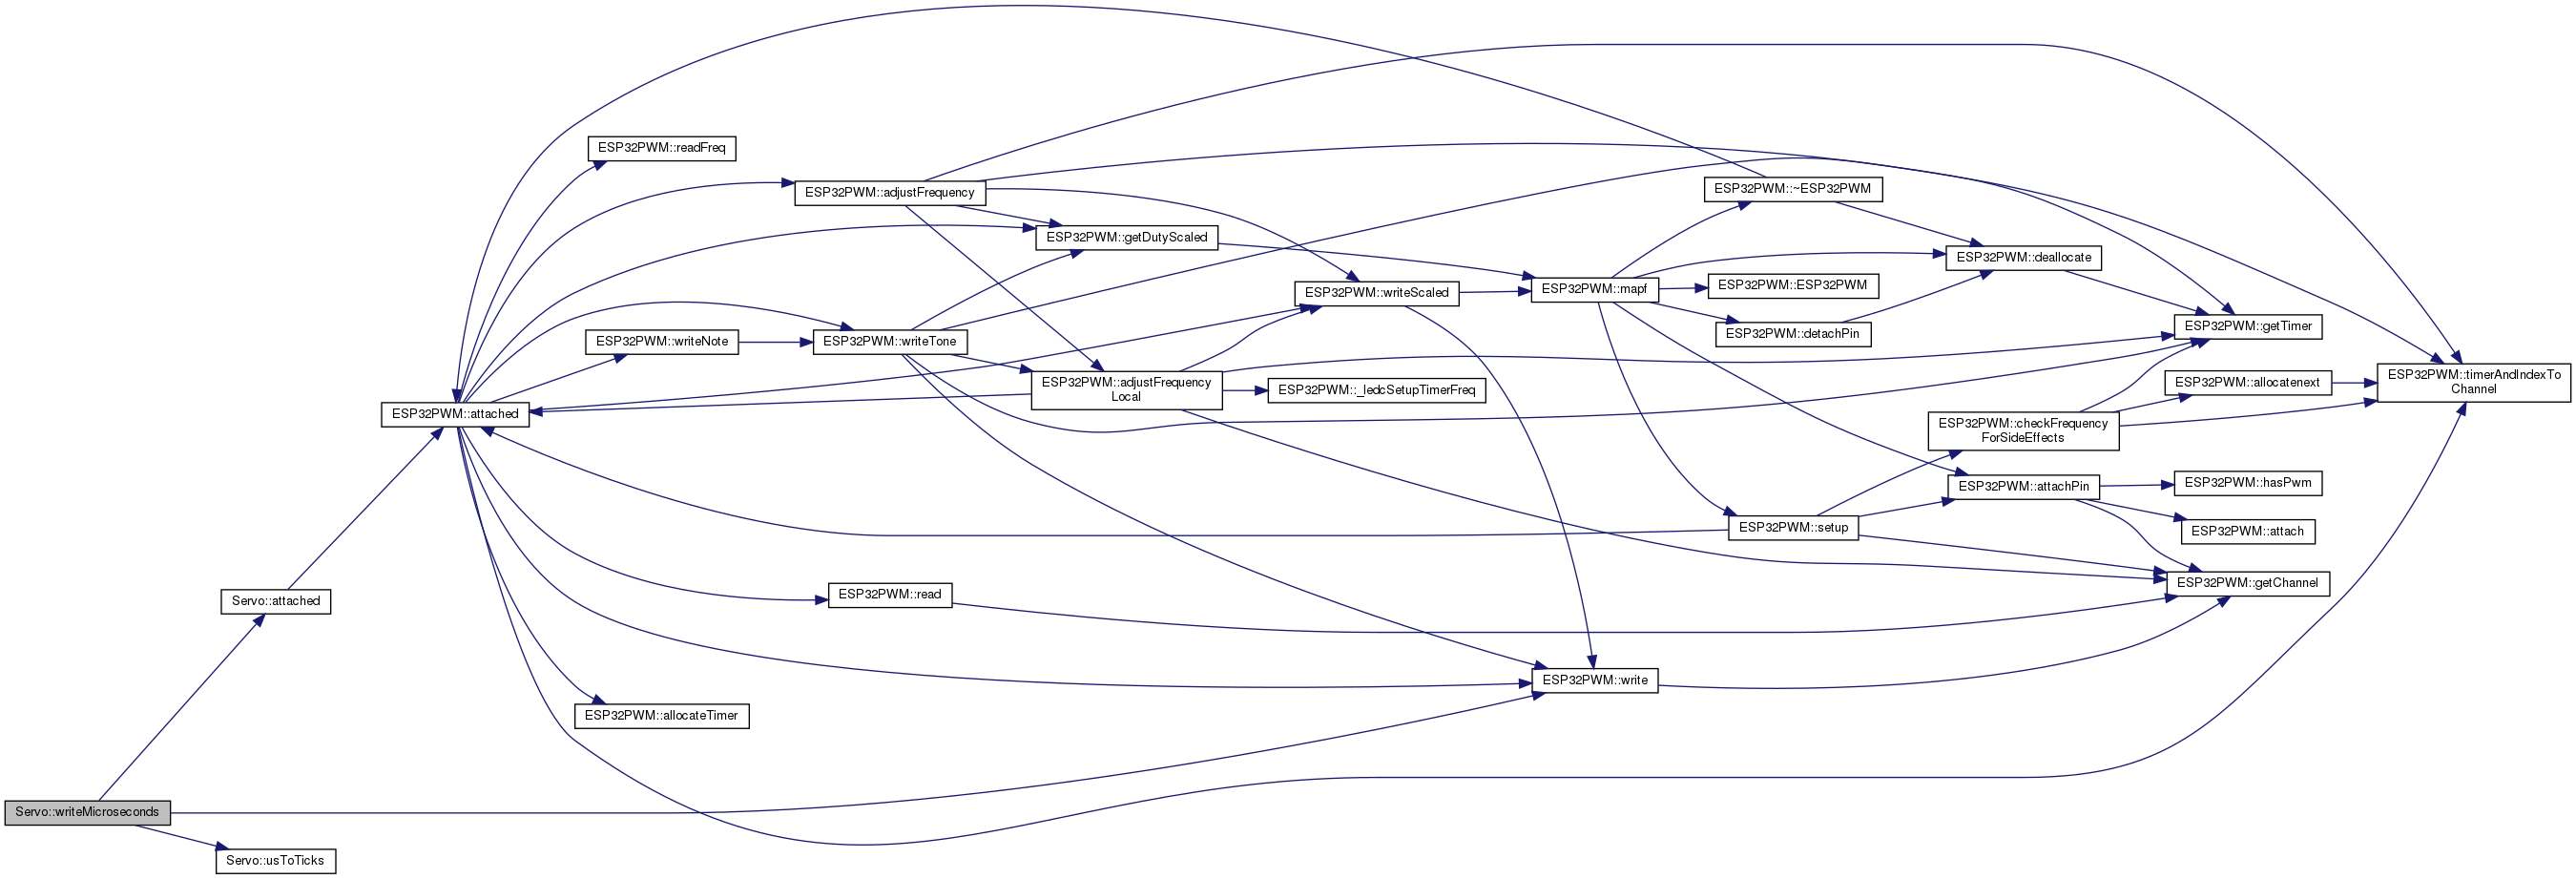 ESP32PWM::readFreq
ESP32PWM::adjustFrequency
ESP32PWM::~ESP32PWM
ESP32PWM::getDutyScaled
ESP32PWM::deallocate
ESP32PWM::writeScaled
ESP32PWM::mapf
ESP32PWM::ESP32PWM
ESP32PWM::getTimer
ESP32PWM::writeNote
ESP32PWM::writeTone
ESP32PWM::detachPin
ESP32PWM::adjustFrequency
Local
ESP32PWM::_ledcSetupTimerFreq
ESP32PWM::allocatenext
ESP32PWM::timerAndIndexTo
Channel
ESP32PWM::attached
ESP32PWM::checkFrequency
ForSideEffects
ESP32PWM::attachPin
ESP32PWM::hasPwm
ESP32PWM::setup
ESP32PWM::attach
ESP32PWM::getChannel
Servo::attached
ESP32PWM::read
ESP32PWM::write
ESP32PWM::allocateTimer
Servo::writeMicroseconds
Servo::usToTicks